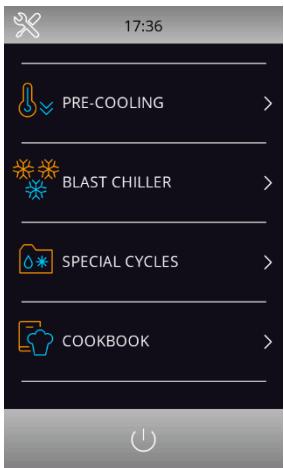 17:36
PRE-COOLING
BLAST CHILLER
SPECIAL CYCLES
COOKBOOK